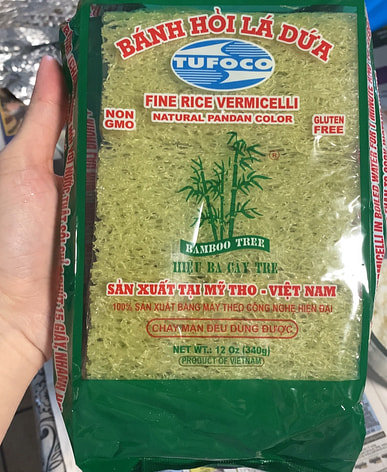 BÁNH HỎI LÁ DỨA
TUFOCO
FINE RICE VERMICELLI
NATURAL PANDAN COLOR
NON
GMO
GLUTEN
FREE
®
BAMBOO TREE
HIỆU BA CÂY TRE
SẢN XUẤT TẠI MỸ THO - VIỆT NAM
100% SẢN XUẤT BẰNG MÁY THEO CÔNG NGHỆ HIỆN ĐẠI
CHAY MẶN ĐỀU DÙNG ĐƯỢC
NET WT.: 12 Oz (340g)
(PRODUCT OF VIETNAM)